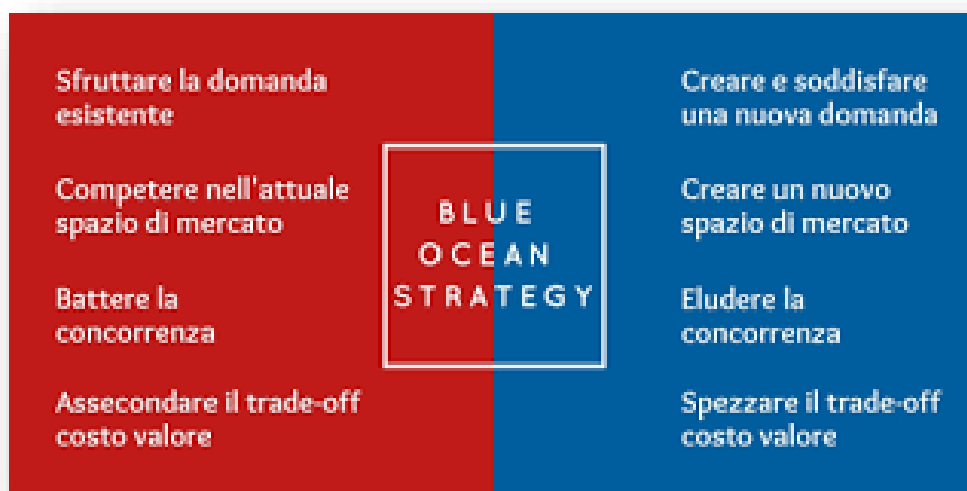 Sfruttare la domanda
esistente
Competere nell'attuale
spazio di mercato
Battere la
concorrenza
Assecondare il trade-off
costo valore
BLUE
OCEAN
STRATEGY
Creare e soddisfare
una nuova domanda
Creare un nuovo
spazio di mercato
Eludere la
concorrenza
Spezzare il trade-off
costo valore